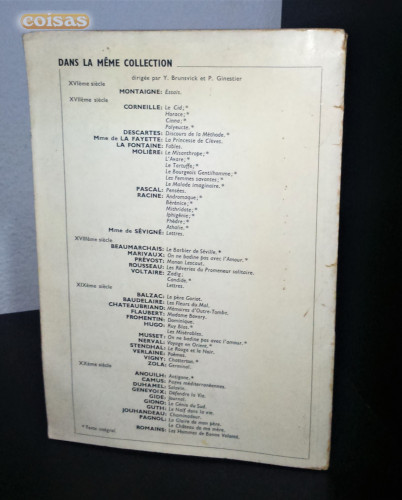 coisas
DANS LA MÊME COLLECTION
dirigée par Y. Brunsvick et P. Ginestier
XVIème siècle
MONTAIGNE: Essais.
XVIIème siècle
CORNEILLE: Le Cid; *
Horace; *
Cinna; *
Polyeucte. *
DESCARTES: Discours de la Méthode. *
Mme de LA FAYETTE: La Princesse de Clèves.
LA FONTAINE: Fables.
MOLIÈRE: Le Misanthrope; *
L'Avare; *
Le Tartuffe; *
Le Bourgeois Gentilhomme; *
Les Femmes savantes; *
Le Malade imaginaire. *
PASCAL: Pensées.
RACINE: Andromaque; *
Bérénice; *
Mithridate; *
Iphigénie; *
Phèdre; *
Athalie. *
Mme de SÉVIGNÉ: Lettres.
XVIIIème siècle
BEAUMARCHAIS: Le Barbier de Séville. *
MARIVAUX: On ne badine pas avec l'Amour. *
PRÉVOST: Manon Lescaut.
ROUSSEAU: Les Rêveries du Promeneur solitaire.
VOLTAIRE: Zadig;
Candide. *
Lettres.
XIXème siècle
BALZAC: Le père Goriot.
BAUDELAIRE: Les Fleurs du Mal.
CHATEAUBRIAND: Mémoires d'Outre-Tombe.
FLAUBERT: Madame Bovary.
FROMENTIN: Dominique.
HUGO: Ruy Blas. *
Les Misérables.
MUSSET: On ne badine pas avec l'amour. *
NERVAL: Voyage en Orient. *
STENDHAL: Le Rouge et le Noir.
VERLAINE: Poèmes.
VIGNY: Chatterton. *
ZOLA: Germinal.
XXème siècle
ANOUILH: Antigone. *
CAMUS: Pages méditerranéennes.
DUHAMEL: Salavin.
GENEVOIX: Défendre la Vie.
GIDE: Journal.
GIONO: Le Génie du Sud.
GUTH: Le Naïf dans la vie.
JOUHANDEAU: Chaminadour.
PAGNOL: La Gloire de mon père.
Le Château de ma mère.
ROMAINS: Les Hommes de Bonne Volonté.
* Texte intégral